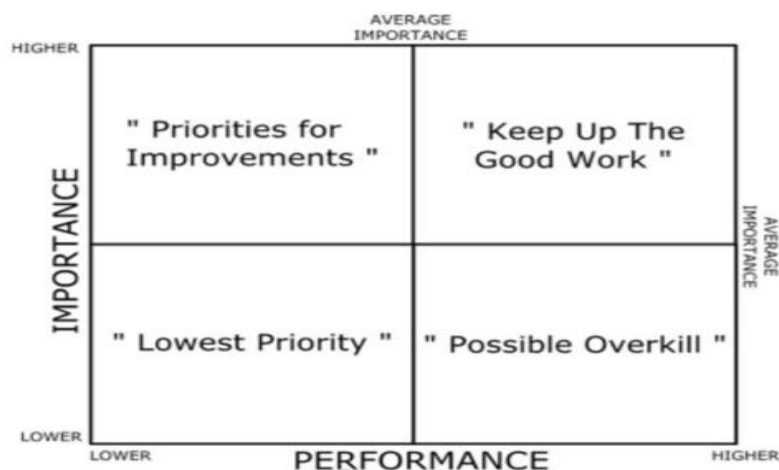 AVERAGE
IMPORTANCE
HIGHER
" Priorities for
Improvements "
" Keep Up The
Good Work "
IMPORTANCE
AVERAGE
IMPORTANCE
" Lowest Priority "
" Possible Overkill "
LOWER
LOWER
PERFORMANCE
HIGHER